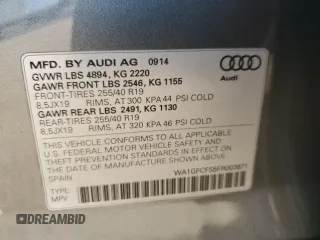 MFD. BY AUDI AG 0914
GVWR LBS 4894, KG 2220
GAWR FRONT LBS 2546, KG 1155
FRONT-TIRES 255/40 R19
8.5JX19 RIMS, AT 300 KPA 44 PSI COLD
GAWR REAR LBS 2491, KG 1130
REAR-TIRES 255/40 R19
8.5JX19 RIMS, AT 320 KPA 46 PSI COLD
Audi
THIS VEHICLE CONFORMS TO ALL APPLICABLE
U.S. FEDERAL MOTOR VEHICLE SAFETY
STANDARDS IN EFFECT ON THE DATE OF
MANUFACTURE SHOWN ABOVE.
SPAIN
TYPE:
MPV
DREAMBID